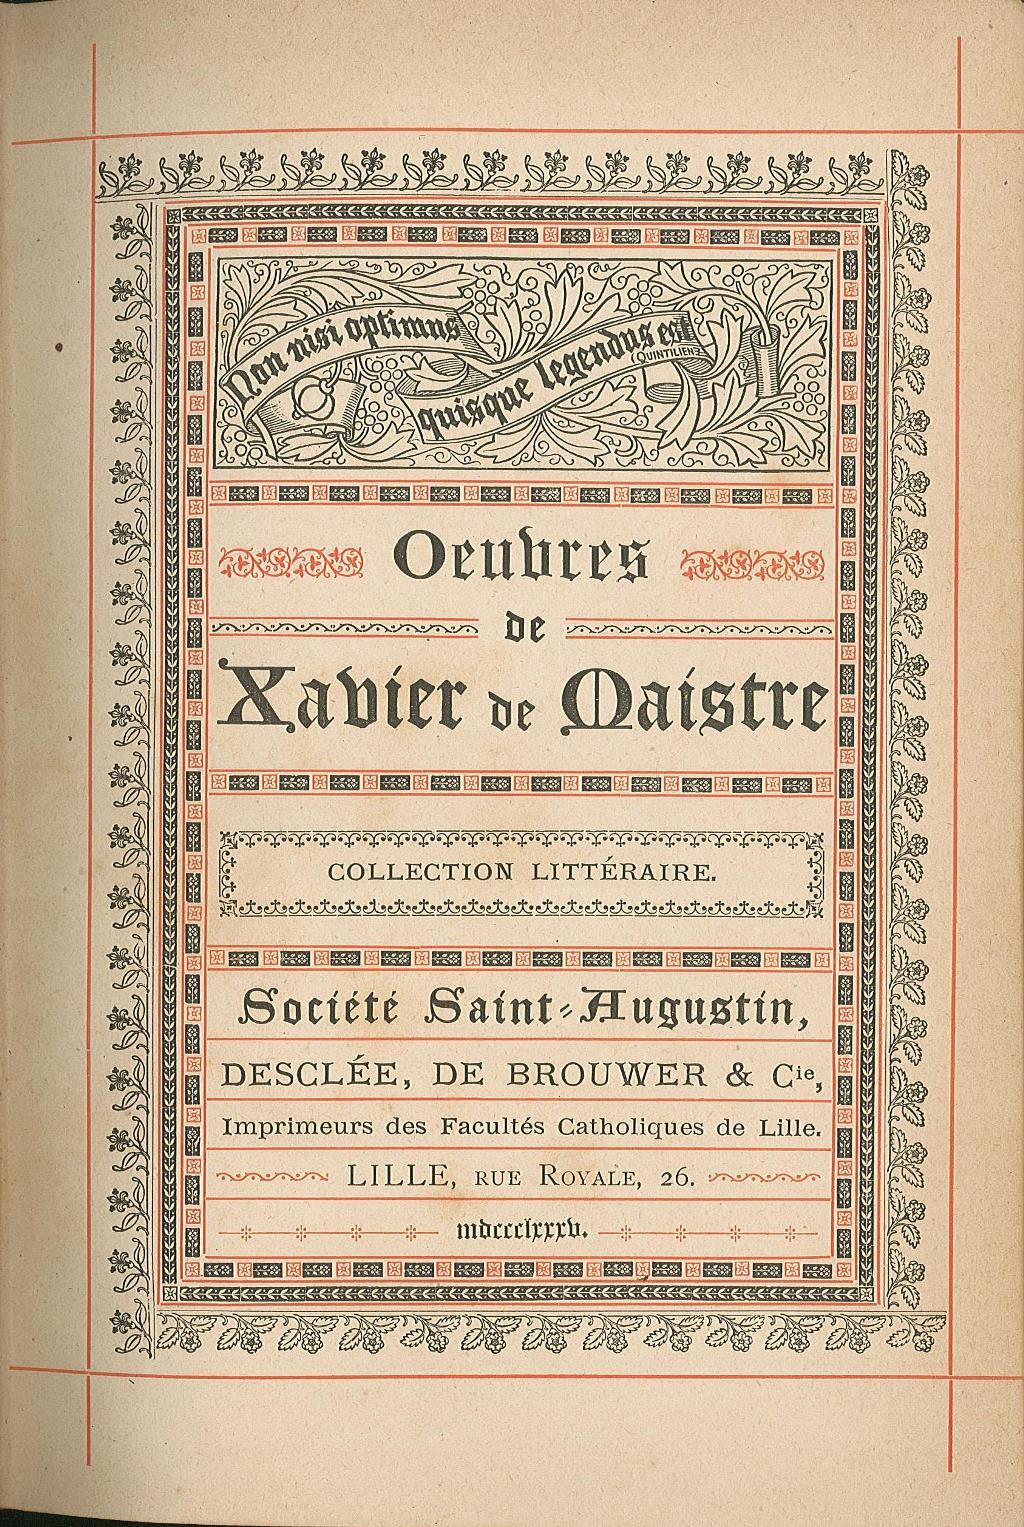 Non nisi optimus
quisque legendus est
(QUINTILIEN)
Oeuvres
de
Xavier de Maistre
COLLECTION LITTÉRAIRE.
Société Saint-Augustin,
DESCLÉE, DE BROUWER & Cie,
Imprimeurs des Facultés Catholiques de Lille.
LILLE, RUE ROYALE, 26.
mdccclxxxv.